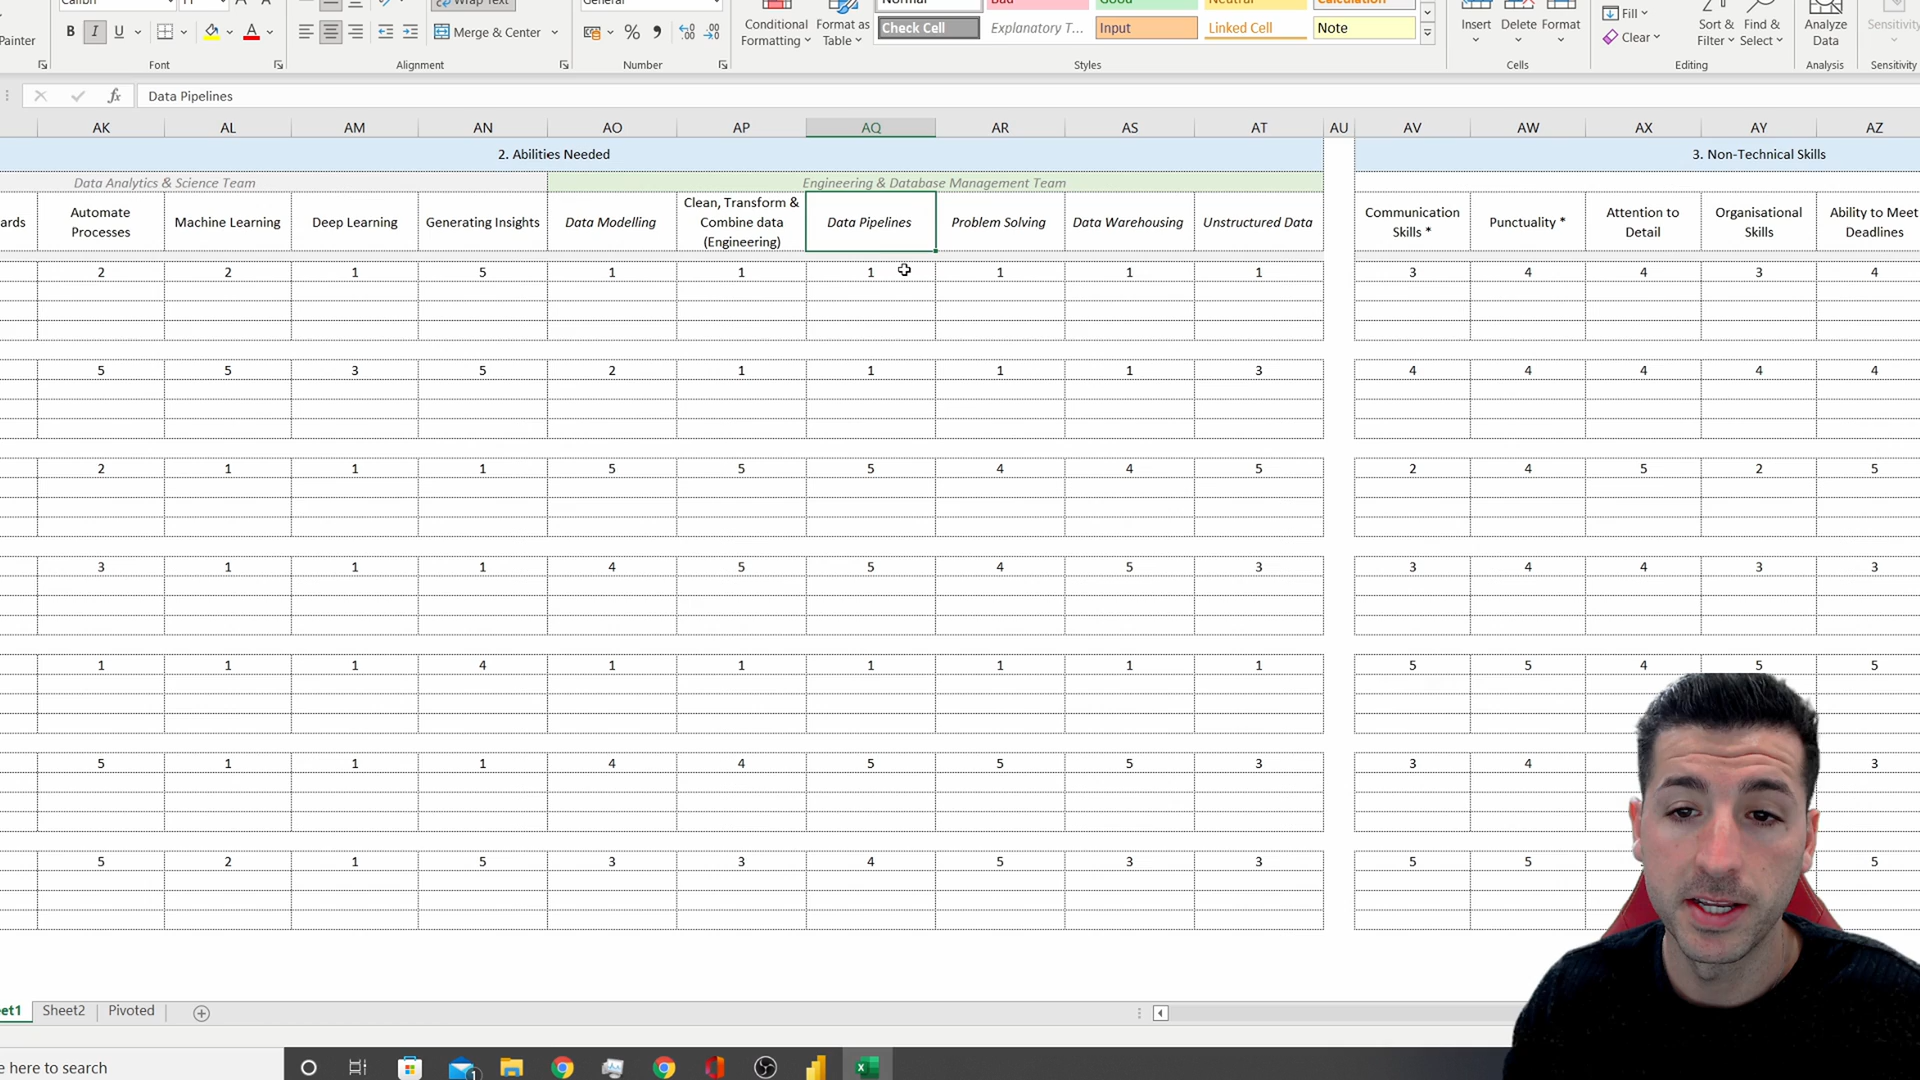 Painter
B I U
Wrap Text
Merge & Center
General
%
Conditional
Formatting
Format as
Table
Check Cell
Explanatory T...
Input
Linked Cell
Note
Insert
Delete
Format
Fill
Clear
Sort &
Filter
Find &
Select
Analyze
Data
Sensitivity
Font
Alignment
Number
Styles
Cells
Editing
Analysis
Sensitivity
fx Data Pipelines
AK AL AM AN AO AP AQ AR AS AT AU AV AW AX AY AZ
2. Abilities Needed
3. Non-Technical Skills
Data Analytics & Science Team
Engineering & Database Management Team
ards
Automate
Processes
Machine Learning
Deep Learning
Generating Insights
Data Modelling
Clean, Transform &
Combine data
(Engineering)
Data Pipelines
Problem Solving
Data Warehousing
Unstructured Data
Communication
Skills *
Punctuality *
Attention to
Detail
Organisational
Skills
Ability to Meet
Deadlines
2 2 1 5 1 1 1 1 1 1 3 4 4 3 4
5 5 3 5 2 1 1 1 1 3 4 4 4 4 4
2 1 1 1 5 5 5 4 4 5 2 4 5 2 5
3 1 1 1 4 5 5 4 5 3 3 4 4 3 3
1 1 1 4 1 1 1 1 1 1 5 5 4 5 5
5 1 1 1 4 4 5 5 5 3 3 4 3
5 2 1 5 3 3 4 5 3 3 5 5 5
eet1
Sheet2
Pivoted
e here to search
1